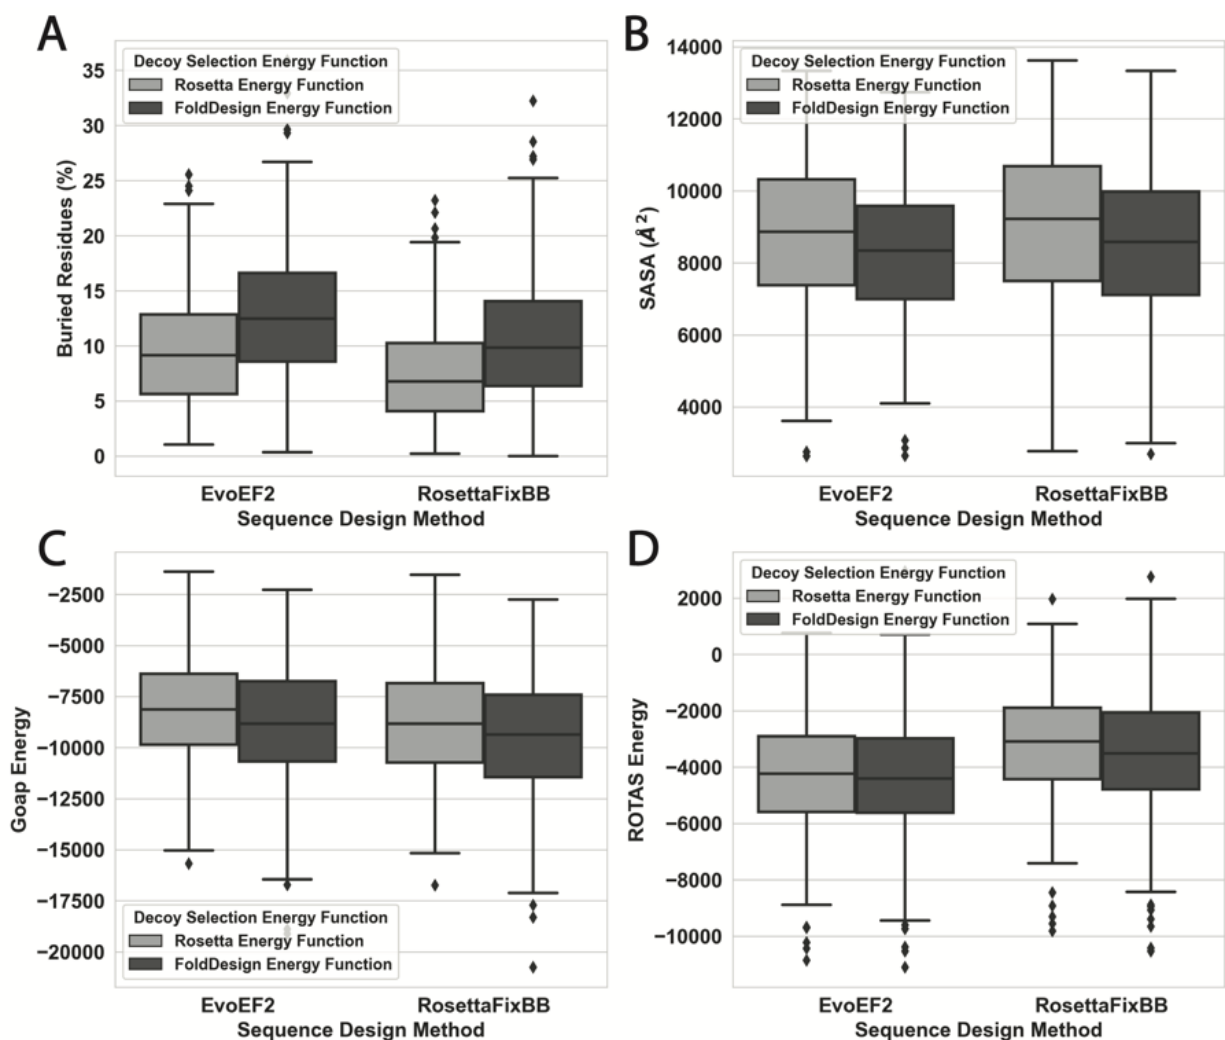 A
Decoy Selection Energy Function
Rosetta Energy Function
FoldDesign Energy Function
35
30
25
20
15
10
5
0
Buried Residues (%)
EvoEF2
RosettaFixBB
Sequence Design Method
B
Decoy Selection Energy Function
Rosetta Energy Function
FoldDesign Energy Function
14000
12000
10000
8000
6000
4000
SASA (Å²)
EvoEF2
RosettaFixBB
Sequence Design Method
C
−2500
−5000
−7500
−10000
−12500
−15000
−17500
−20000
Goap Energy
Decoy Selection Energy Function
Rosetta Energy Function
FoldDesign Energy Function
EvoEF2
RosettaFixBB
Sequence Design Method
D
Decoy Selection Energy Function
Rosetta Energy Function
FoldDesign Energy Function
2000
0
−2000
−4000
−6000
−8000
−10000
ROTAS Energy
EvoEF2
RosettaFixBB
Sequence Design Method